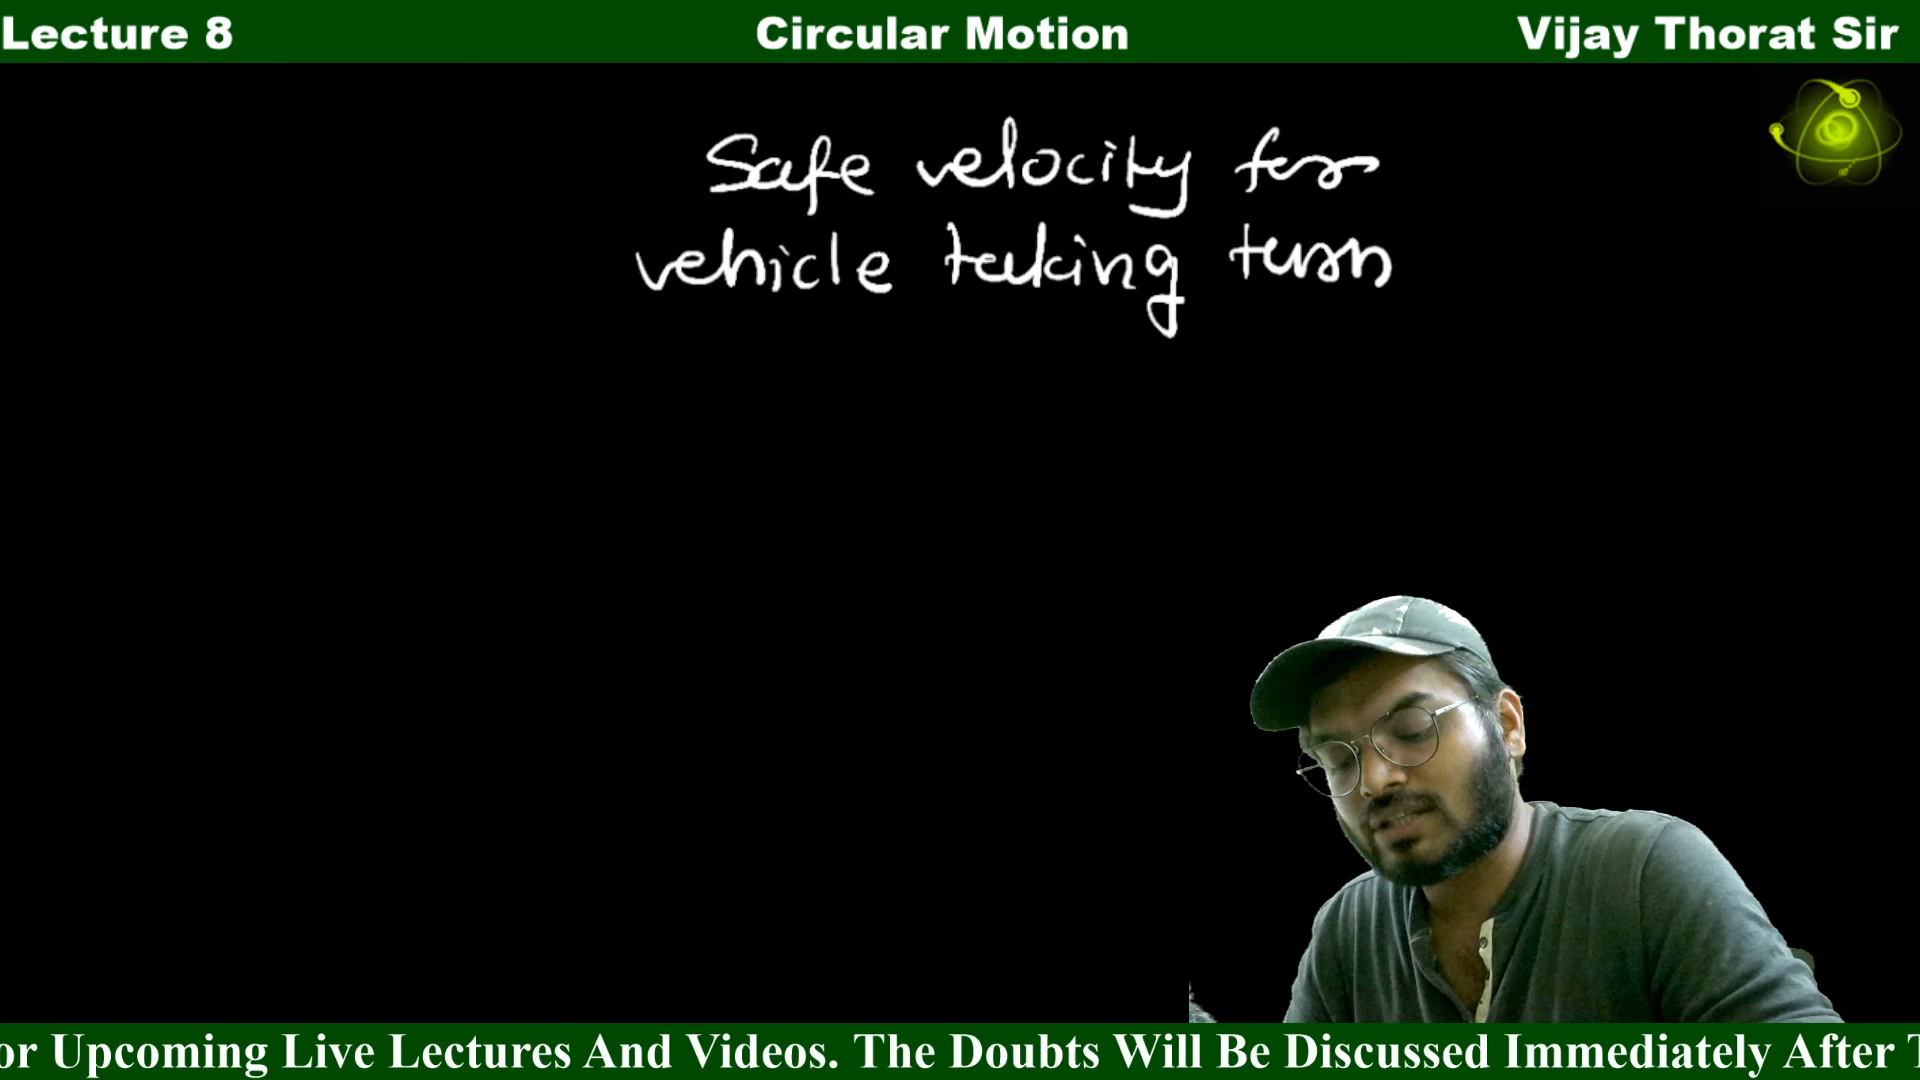 Lecture 8 Circular Motion Vijay Thorat Sir
Safe velocity for
vehicle taking turn
or Upcoming Live Lectures And Videos. The Doubts Will Be Discussed Immediately After T